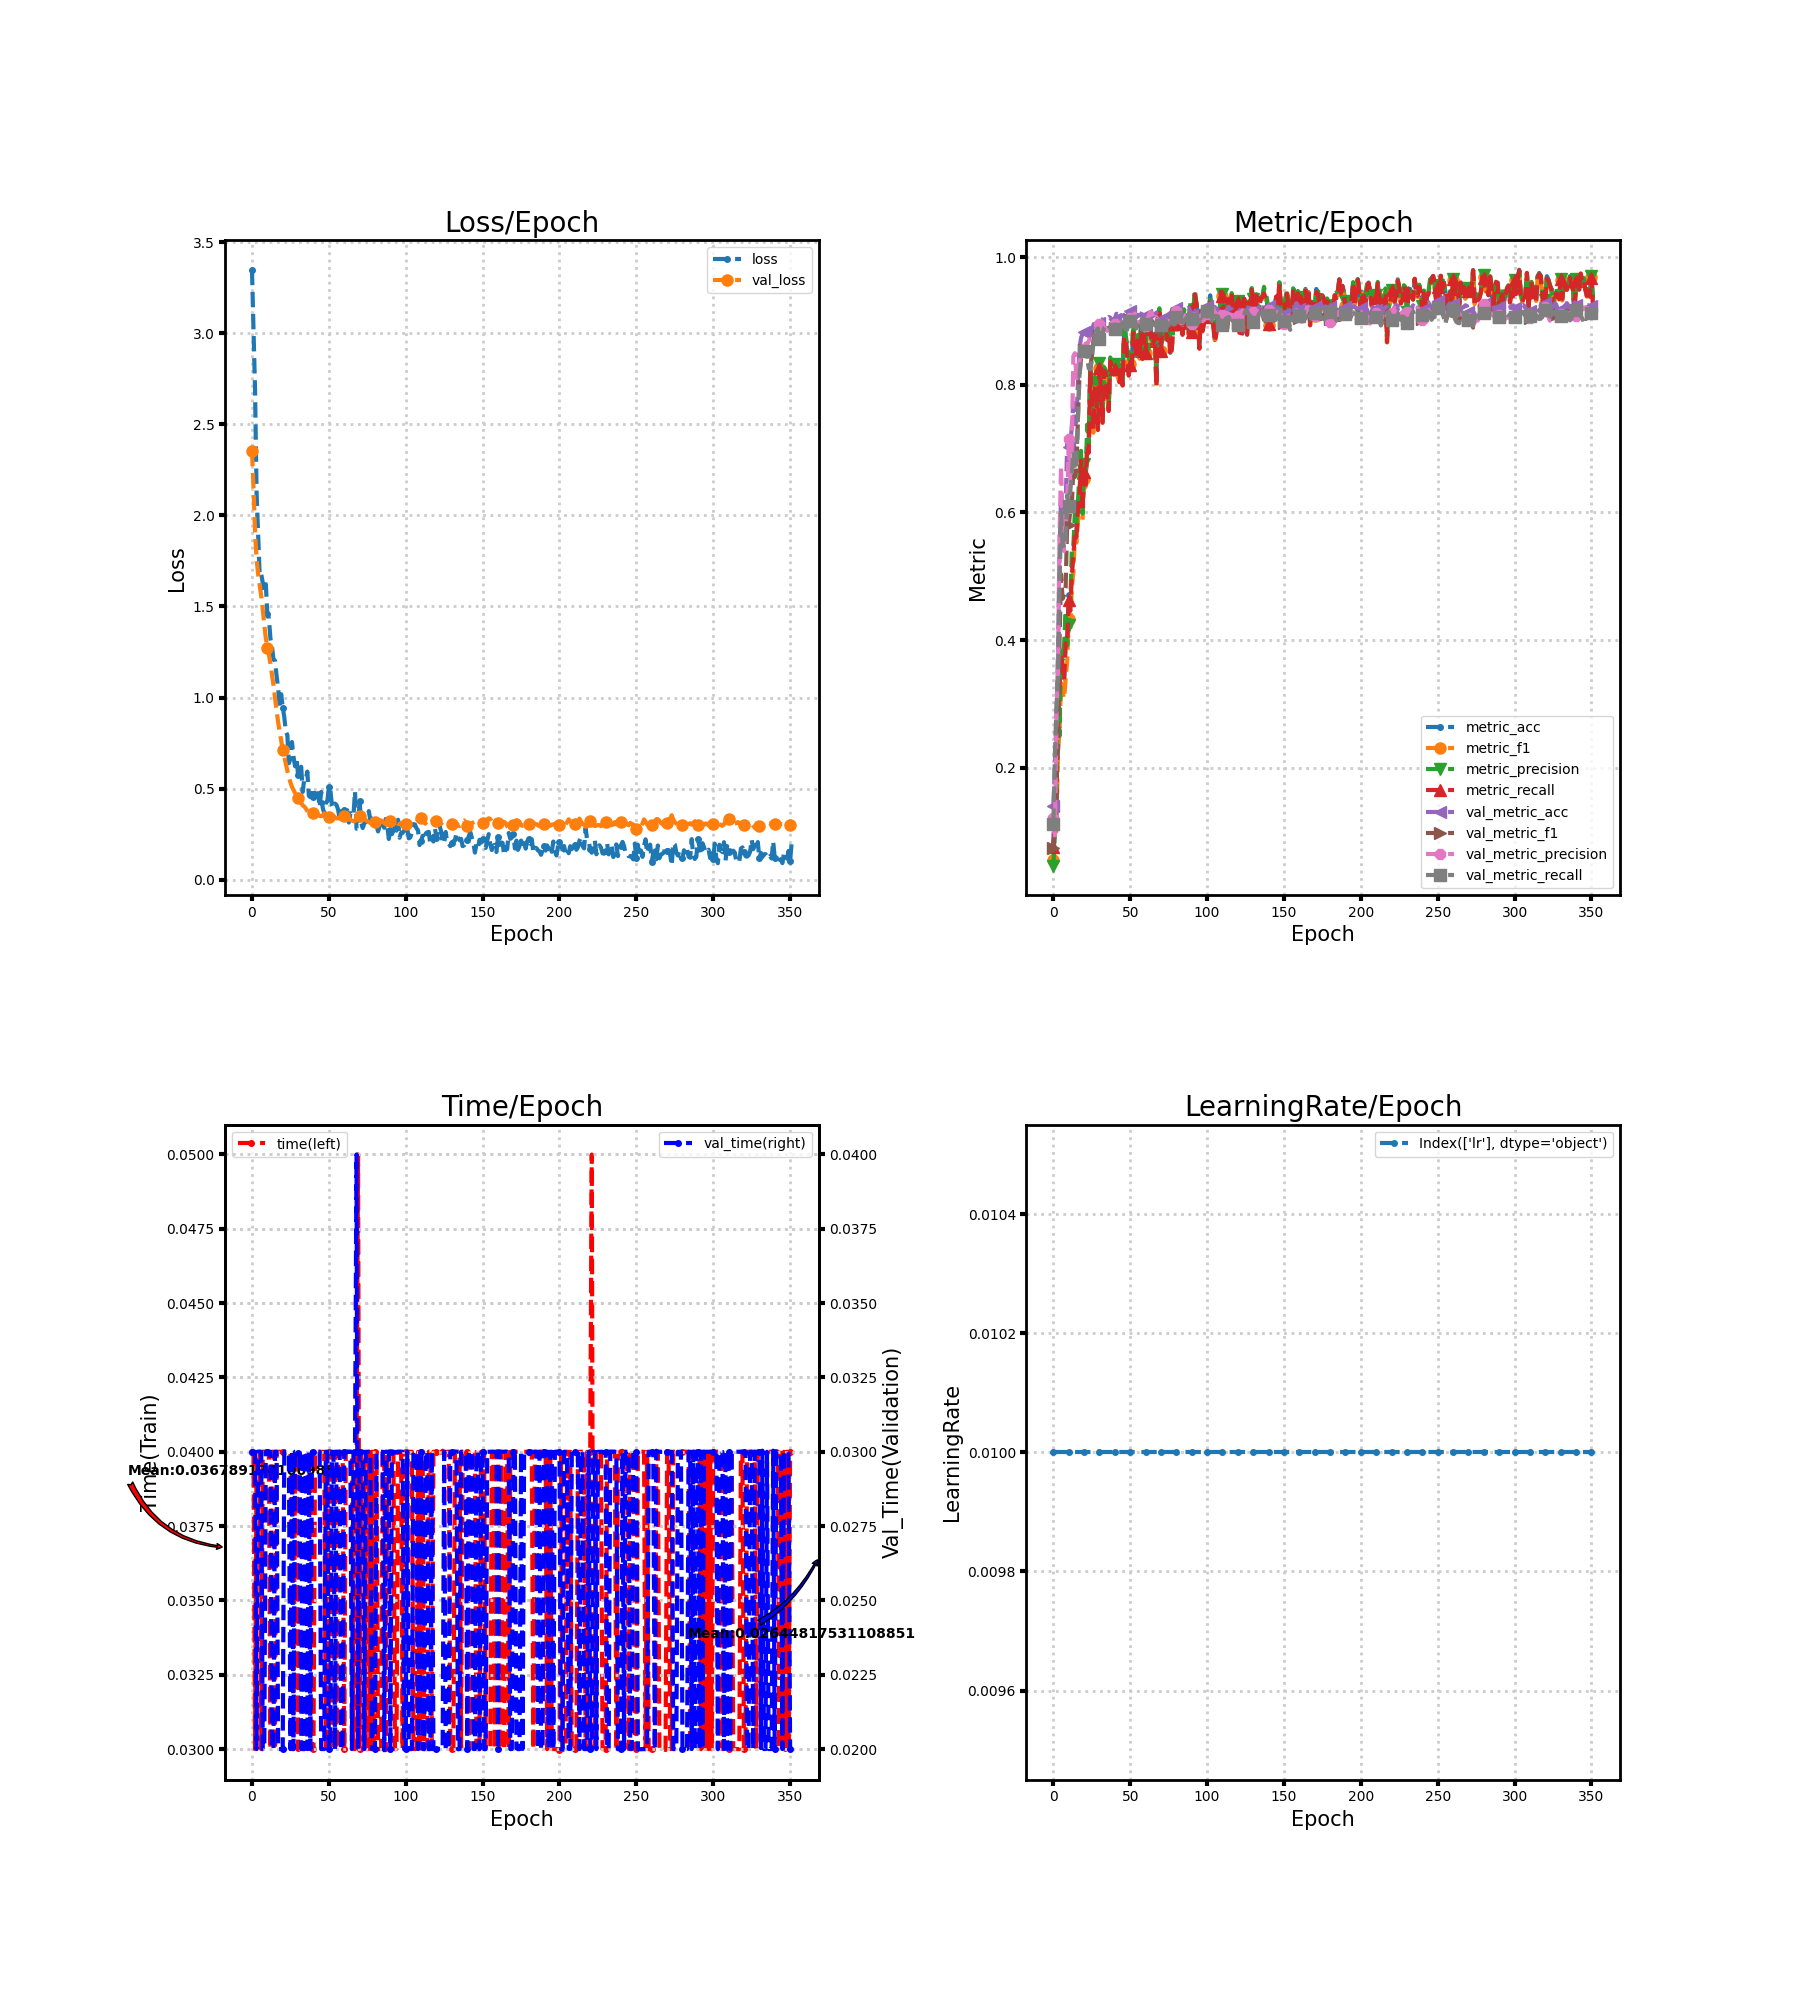 Loss/Epoch
3.5
3.0
2.5
2.0
1.5
1.0
0.5
0.0
Loss
loss
val_loss
0 50 100 150 200 250 300 350
Epoch
Metric/Epoch
1.0
0.8
0.6
0.4
0.2
Metric
metric_acc
metric_f1
metric_precision
metric_recall
val_metric_acc
val_metric_f1
val_metric_precision
val_metric_recall
0 50 100 150 200 250 300 350
Epoch
Time/Epoch
time(left)
val_time(right)
0.0500
0.0475
0.0450
0.0425
0.0400
0.0375
0.0350
0.0325
0.0300
Time(Train)
0.0400
0.0375
0.0350
0.0325
0.0300
0.0275
0.0250
0.0225
0.0200
Val_Time(Validation)
Mean:0.02644817531108851
0 50 100 150 200 250 300 350
Epoch
LearningRate/Epoch
Index(['lr'], dtype='object')
0.0104
0.0102
0.0100
0.0098
0.0096
LearningRate
0 50 100 150 200 250 300 350
Epoch